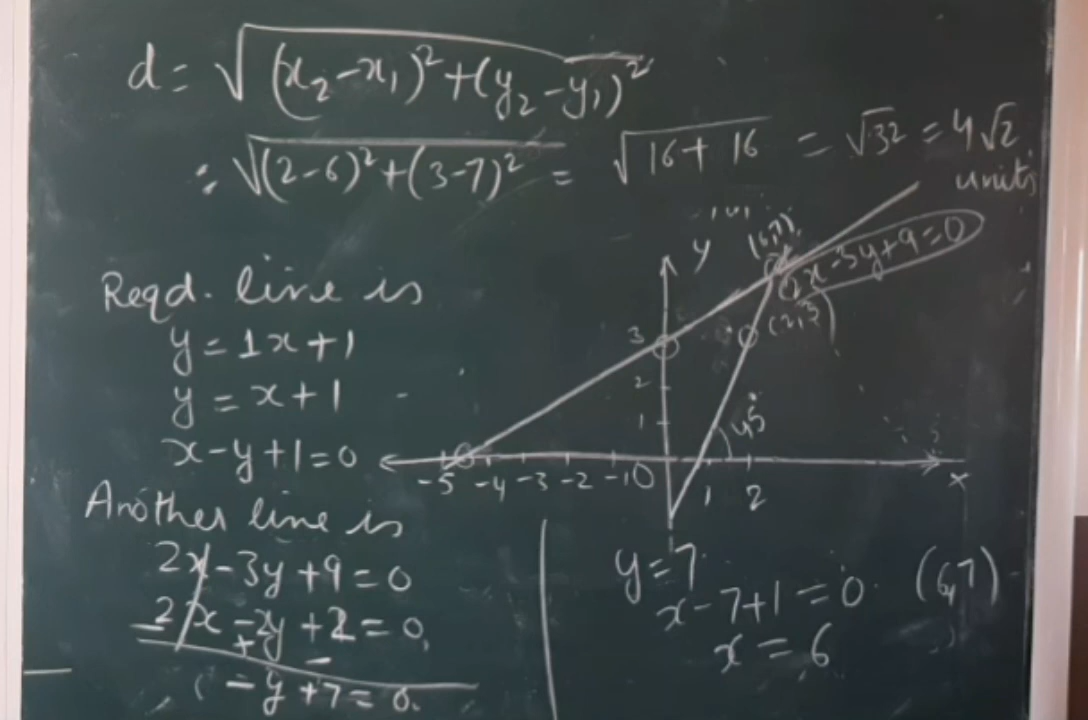 d = √(x₂-x₁)²+(y₂-y₁)²
= √(2-6)²+(3-7)² = √16+16 = √32 = 4√2 units
Reqd. line is
y = 1x+1
y = x+1
x-y+1=0
Another line is
2x-3y+9=0
2x-2y+2=0
- + -
-y+7=0.
y
(6,7)
2x-3y+9=0
3
(2,3)
2
1
45°
-5 -4 -3 -2 -1 0 1 2
x
y=7
x-7+1=0 (6,7)
x=6